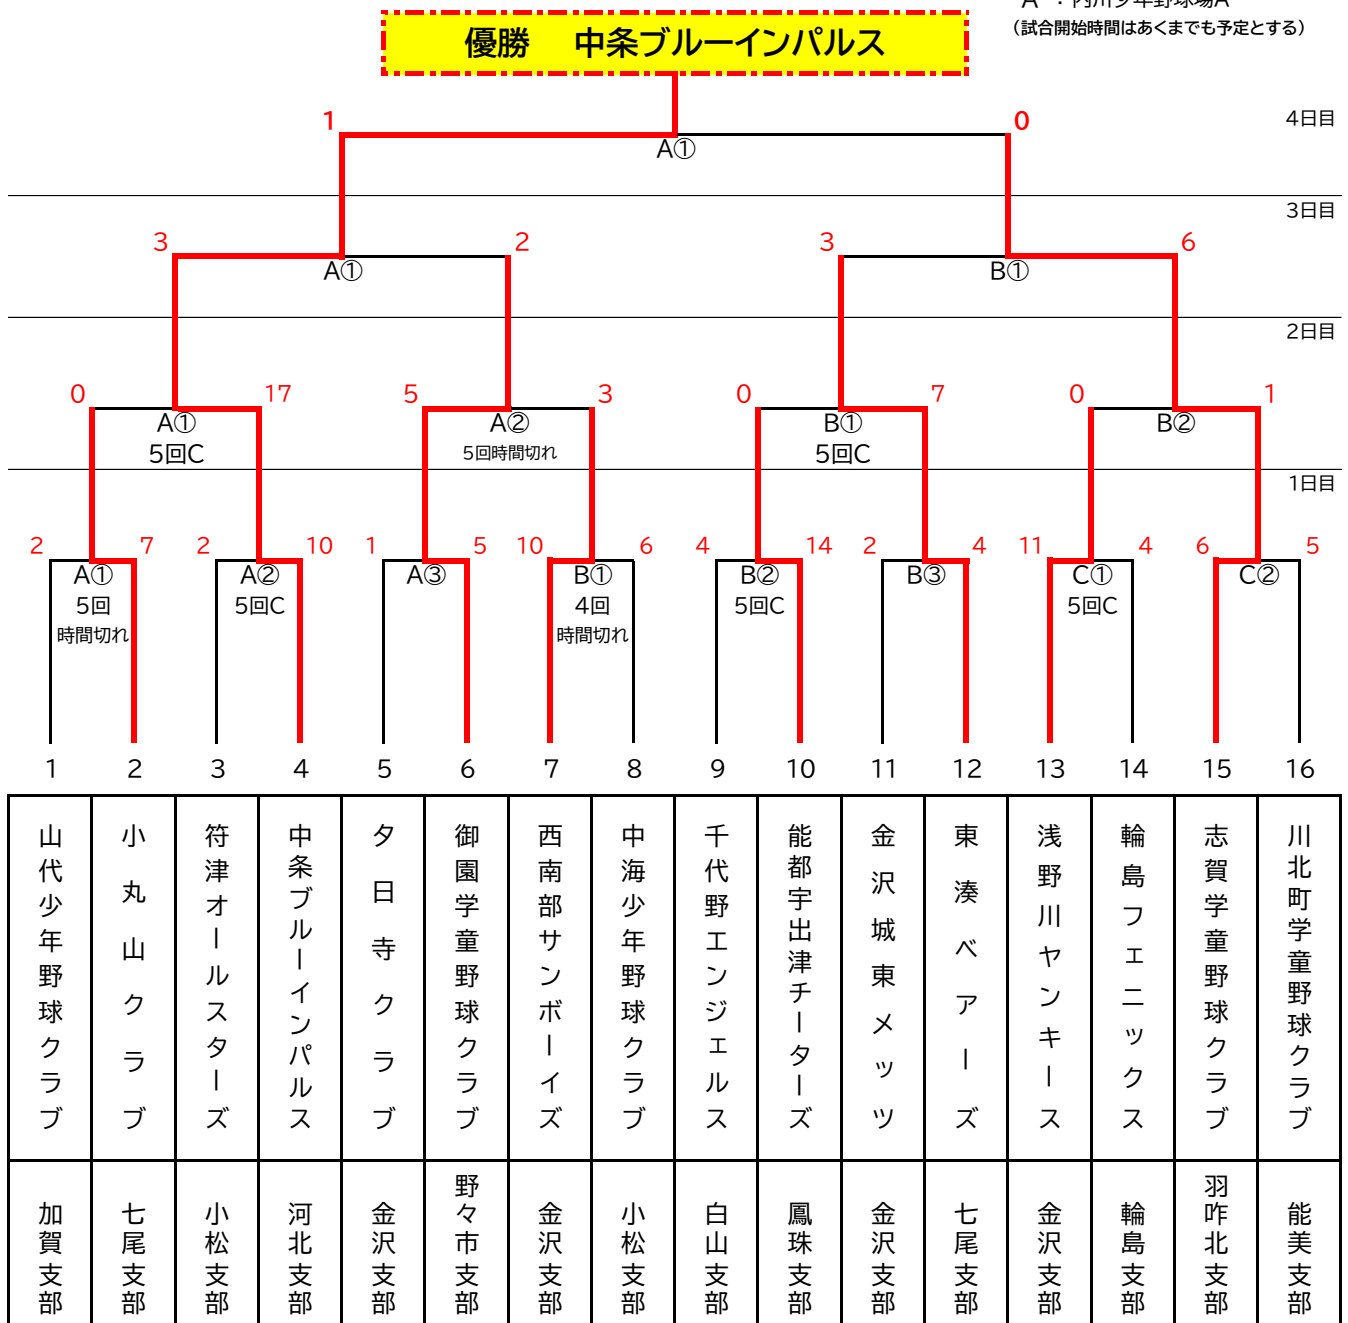 A：内川少年野球場A
（試合開始時間はあくまでも予定とする）
優勝　中条ブルーインパルス
1 0 4日目
A①
3日目
3 2 3 6
A① B①
2日目
0 17 5 3 0 7 0 1
A① A② B① B②
5回C 5回時間切れ 5回C
1日目
2 7 2 10 1 5 10 6 4 14 2 4 11 4 6 5
A① A② A③ B① B② B③ C① C②
5回 5回C 4回 5回C 5回C
時間切れ 時間切れ
1 2 3 4 5 6 7 8 9 10 11 12 13 14 15 16
山代少年野球クラブ
小丸山クラブ
符津オールスターズ
中条ブルーインパルス
夕日寺クラブ
御園学童野球クラブ
西南部サンボーイズ
中海少年野球クラブ
千代野エンジェルス
能都宇出津チーターズ
金沢城東メッツ
東湊ベアーズ
浅野川ヤンキース
輪島フェニックス
志賀学童野球クラブ
川北町学童野球クラブ
加賀支部
七尾支部
小松支部
河北支部
金沢支部
野々市支部
金沢支部
小松支部
白山支部
鳳珠支部
金沢支部
七尾支部
金沢支部
輪島支部
羽咋北支部
能美支部